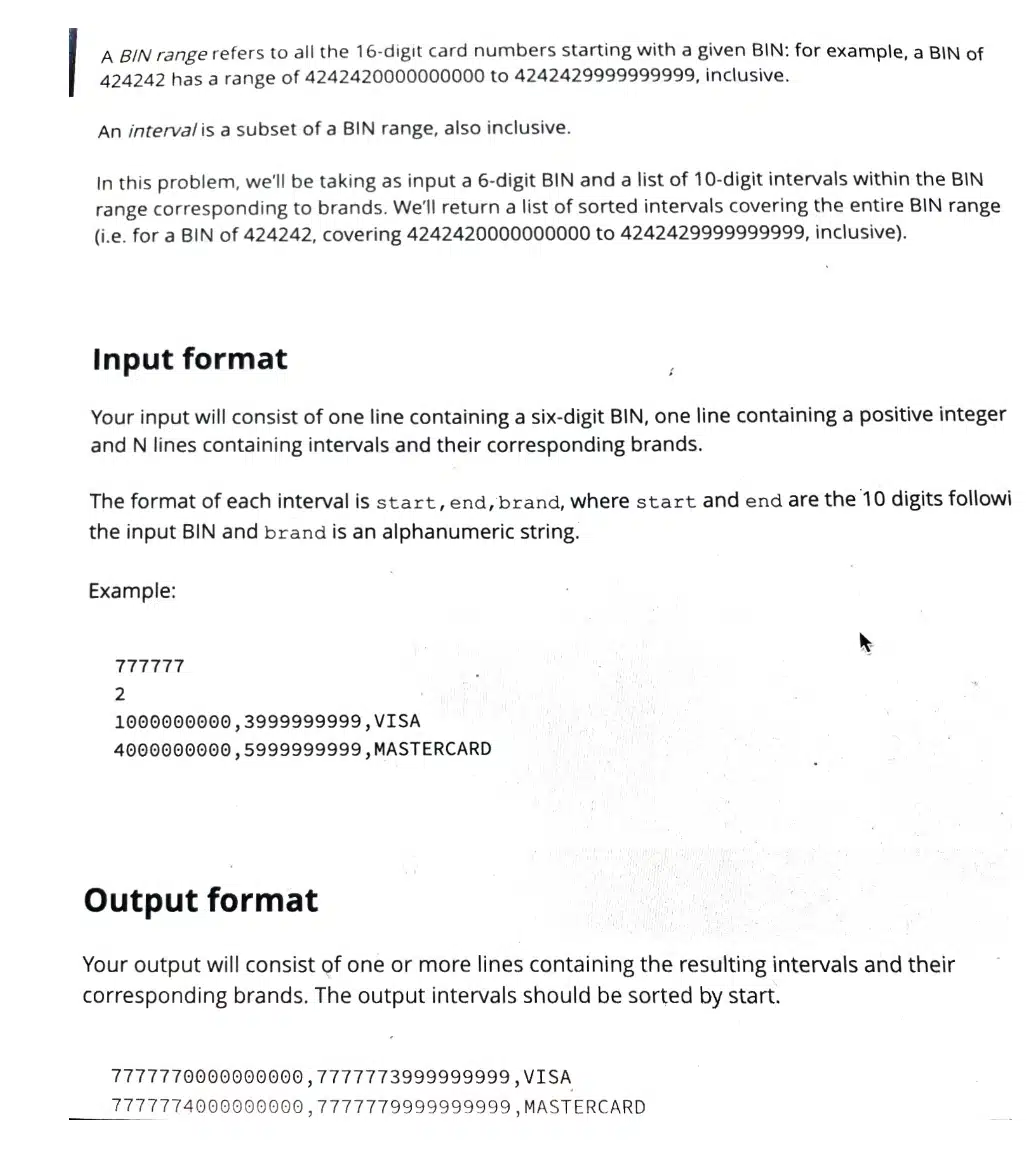 A BIN range refers to all the 16-digit card numbers starting with a given BIN: for example, a BIN of
424242 has a range of 4242420000000000 to 4242429999999999, inclusive.
An interval is a subset of a BIN range, also inclusive.
In this problem, we'll be taking as input a 6-digit BIN and a list of 10-digit intervals within the BIN
range corresponding to brands. We'll return a list of sorted intervals covering the entire BIN range
(i.e. for a BIN of 424242, covering 4242420000000000 to 4242429999999999, inclusive).
Input format
Your input will consist of one line containing a six-digit BIN, one line containing a positive integer
and N lines containing intervals and their corresponding brands.
The format of each interval is start,end,brand, where start and end are the 10 digits followi
the input BIN and brand is an alphanumeric string.
Example:
777777
2
1000000000,3999999999,VISA
4000000000,5999999999,MASTERCARD
Output format
Your output will consist of one or more lines containing the resulting intervals and their
corresponding brands. The output intervals should be sorted by start.
7777770000000000,7777773999999999,VISA
7777774000000000,7777779999999999,MASTERCARD